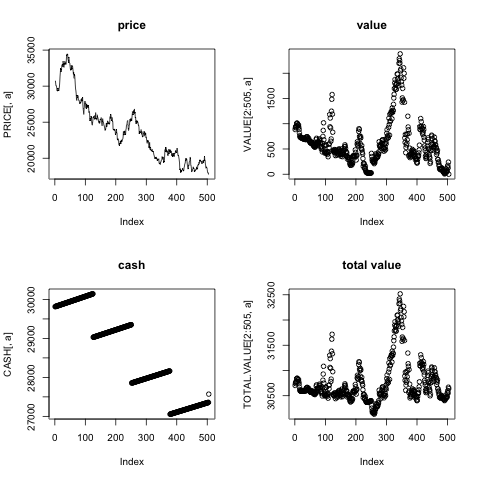 price
PRICE[, a]
35000
30000
25000
20000
0 100 200 300 400 500
Index
value
VALUE[2:505, a]
1500
500
0
0 100 200 300 400 500
Index
cash
CASH[, a]
30000
29000
28000
27000
0 100 200 300 400 500
Index
total value
TOTAL.VALUE[2:505, a]
32500
31500
30500
0 100 200 300 400 500
Index